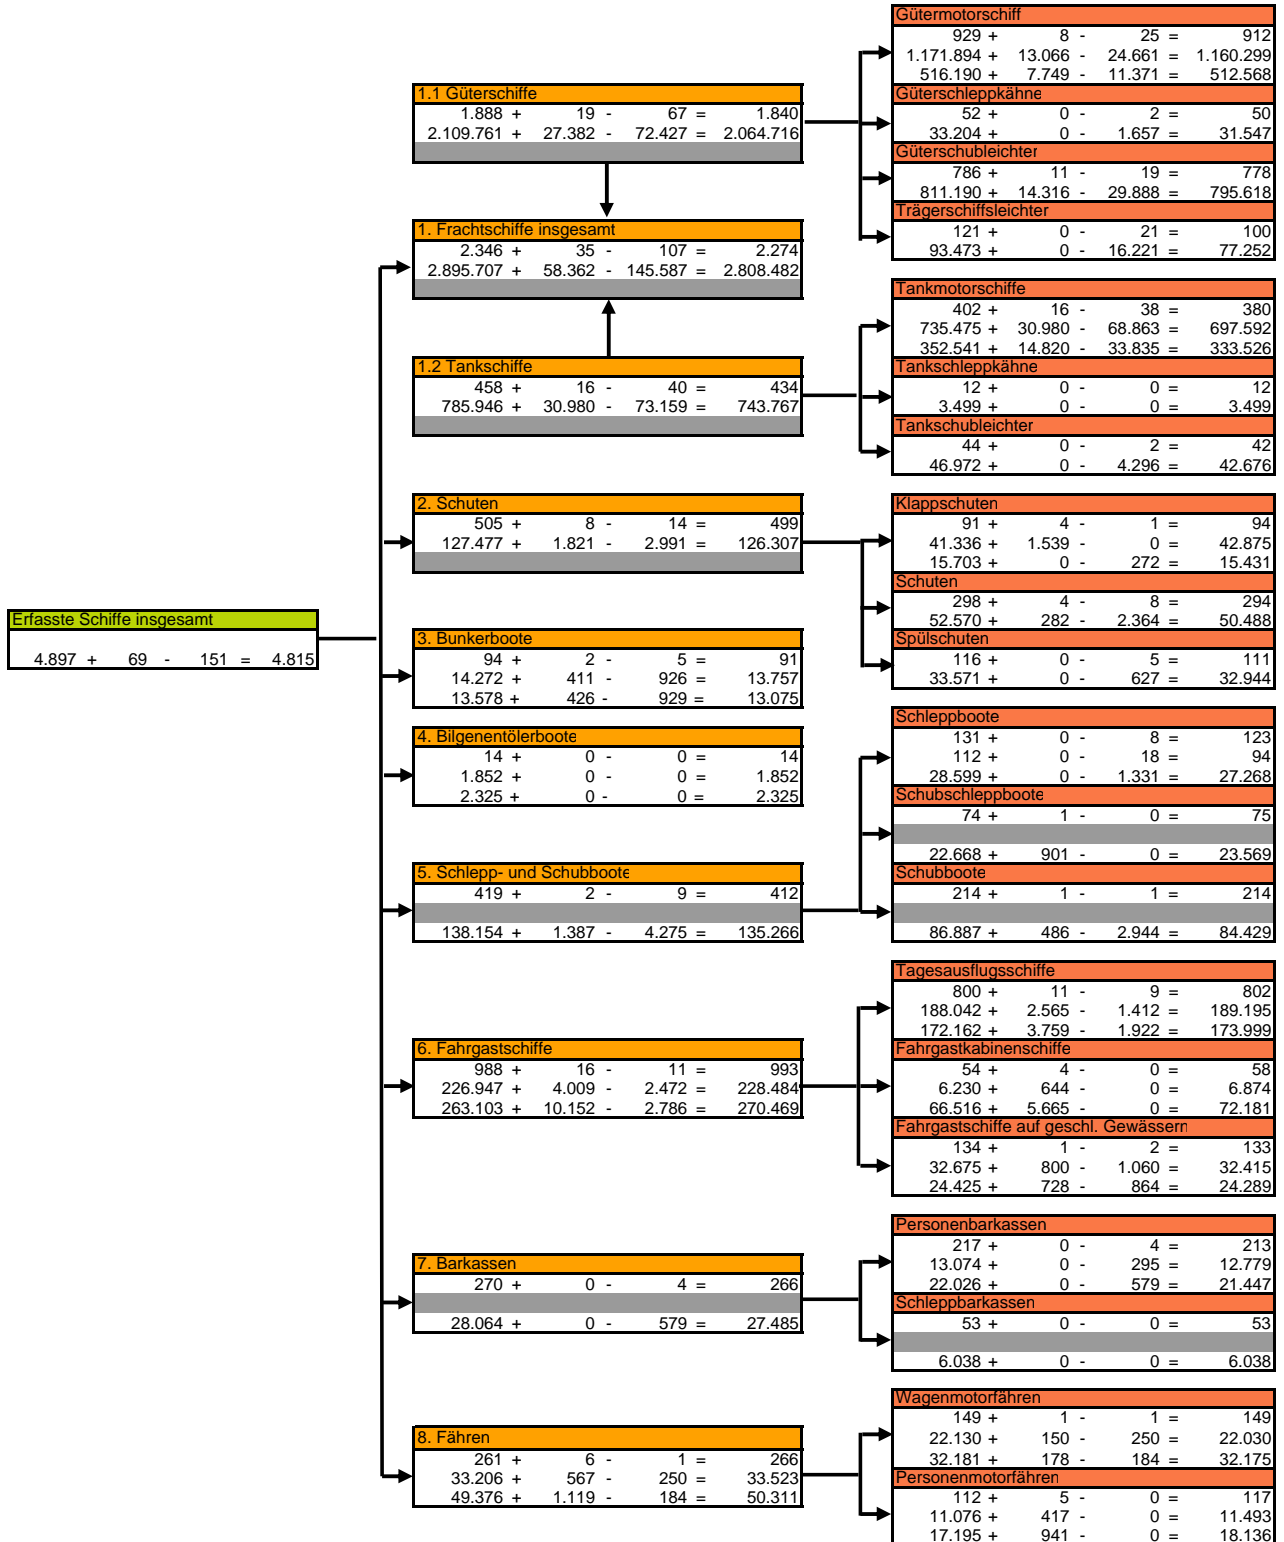 Erfasste Schiffe insgesamt
4.897 + 69 - 151 = 4.815
1.1 Güterschiffe
1.888 + 19 - 67 = 1.840
2.109.761 + 27.382 - 72.427 = 2.064.716
1. Frachtschiffe insgesamt
2.346 + 35 - 107 = 2.274
2.895.707 + 58.362 - 145.587 = 2.808.482
1.2 Tankschiffe
458 + 16 - 40 = 434
785.946 + 30.980 - 73.159 = 743.767
2. Schuten
505 + 8 - 14 = 499
127.477 + 1.821 - 2.991 = 126.307
3. Bunkerboote
94 + 2 - 5 = 91
14.272 + 411 - 926 = 13.757
13.578 + 426 - 929 = 13.075
4. Bilgenentölerboote
14 + 0 - 0 = 14
1.852 + 0 - 0 = 1.852
2.325 + 0 - 0 = 2.325
5. Schlepp- und Schubboote
419 + 2 - 9 = 412
138.154 + 1.387 - 4.275 = 135.266
6. Fahrgastschiffe
988 + 16 - 11 = 993
226.947 + 4.009 - 2.472 = 228.484
263.103 + 10.152 - 2.786 = 270.469
7. Barkassen
270 + 0 - 4 = 266
28.064 + 0 - 579 = 27.485
8. Fähren
261 + 6 - 1 = 266
33.206 + 567 - 250 = 33.523
49.376 + 1.119 - 184 = 50.311
Gütermotorschiff
929 + 8 - 25 = 912
1.171.894 + 13.066 - 24.661 = 1.160.299
516.190 + 7.749 - 11.371 = 512.568
Güterschleppkähne
52 + 0 - 2 = 50
33.204 + 0 - 1.657 = 31.547
Güterschubleichter
786 + 11 - 19 = 778
811.190 + 14.316 - 29.888 = 795.618
Trägerschiffsleichter
121 + 0 - 21 = 100
93.473 + 0 - 16.221 = 77.252
Tankmotorschiffe
402 + 16 - 38 = 380
735.475 + 30.980 - 68.863 = 697.592
352.541 + 14.820 - 33.835 = 333.526
Tankschleppkähne
12 + 0 - 0 = 12
3.499 + 0 - 0 = 3.499
Tankschubleichter
44 + 0 - 2 = 42
46.972 + 0 - 4.296 = 42.676
Klappschuten
91 + 4 - 1 = 94
41.336 + 1.539 - 0 = 42.875
15.703 + 0 - 272 = 15.431
Schuten
298 + 4 - 8 = 294
52.570 + 282 - 2.364 = 50.488
Spülschuten
116 + 0 - 5 = 111
33.571 + 0 - 627 = 32.944
Schleppboote
131 + 0 - 8 = 123
112 + 0 - 18 = 94
28.599 + 0 - 1.331 = 27.268
Schubschleppboote
74 + 1 - 0 = 75
22.668 + 901 - 0 = 23.569
Schubboote
214 + 1 - 1 = 214
86.887 + 486 - 2.944 = 84.429
Tagesausflugsschiffe
800 + 11 - 9 = 802
188.042 + 2.565 - 1.412 = 189.195
172.162 + 3.759 - 1.922 = 173.999
Fahrgastkabinenschiffe
54 + 4 - 0 = 58
6.230 + 644 - 0 = 6.874
66.516 + 5.665 - 0 = 72.181
Fahrgastschiffe auf geschl. Gewässern
134 + 1 - 2 = 133
32.675 + 800 - 1.060 = 32.415
24.425 + 728 - 864 = 24.289
Personenbarkassen
217 + 0 - 4 = 213
13.074 + 0 - 295 = 12.779
22.026 + 0 - 579 = 21.447
Schleppbarkassen
53 + 0 - 0 = 53
6.038 + 0 - 0 = 6.038
Wagenmotorfähren
149 + 1 - 1 = 149
22.130 + 150 - 250 = 22.030
32.181 + 178 - 184 = 32.175
Personenmotorfähren
112 + 5 - 0 = 117
11.076 + 417 - 0 = 11.493
17.195 + 941 - 0 = 18.136